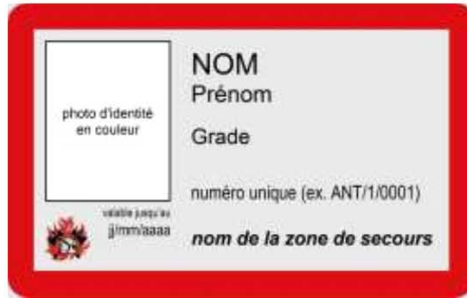 photo d'identité
en couleur
NOM
Prénom
Grade
numéro unique (ex. ANT/1/0001)
valable jusqu'au
jj/mm/aaaa
nom de la zone de secours